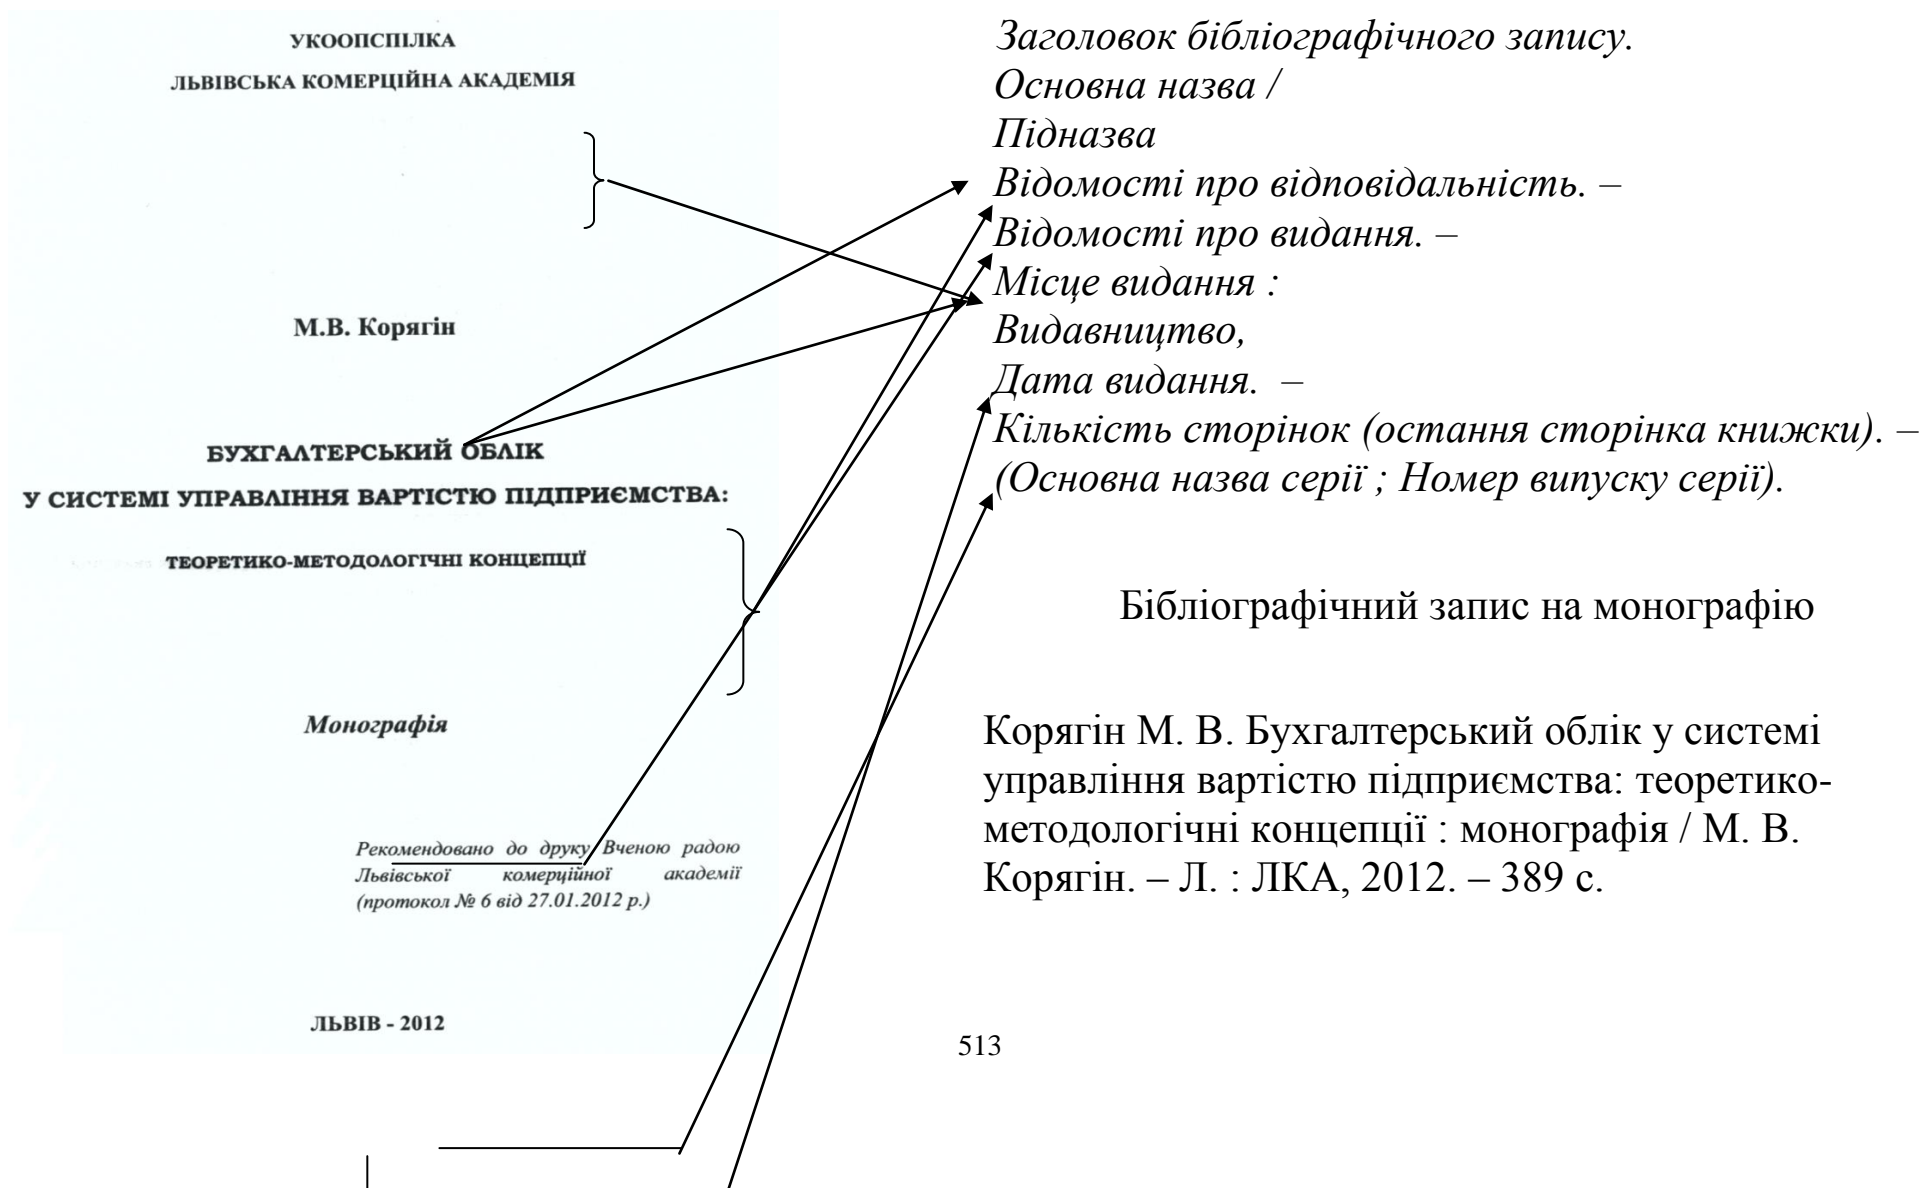 УКООПСПІЛКА
ЛЬВІВСЬКА КОМЕРЦІЙНА АКАДЕМІЯ
М.В. Корягін
БУХГАЛТЕРСЬКИЙ ОБЛІК
У СИСТЕМІ УПРАВЛІННЯ ВАРТІСТЮ ПІДПРИЄМСТВА:
ТЕОРЕТИКО-МЕТОДОЛОГІЧНІ КОНЦЕПЦІЇ
Монографія
Рекомендовано до друку Вченою радою
Львівської комерційної академії
(протокол № 6 від 27.01.2012 р.)
ЛЬВІВ - 2012
Заголовок бібліографічного запису.
Основна назва /
Підназва
Відомості про відповідальність. –
Відомості про видання. –
Місце видання :
Видавництво,
Дата видання. –
Кількість сторінок (остання сторінка книжки). –
(Основна назва серії ; Номер випуску серії).
Бібліографічний запис на монографію
Корягін М. В. Бухгалтерський облік у системі
управління вартістю підприємства: теоретико-
методологічні концепції : монографія / М. В.
Корягін. – Л. : ЛКА, 2012. – 389 с.
513